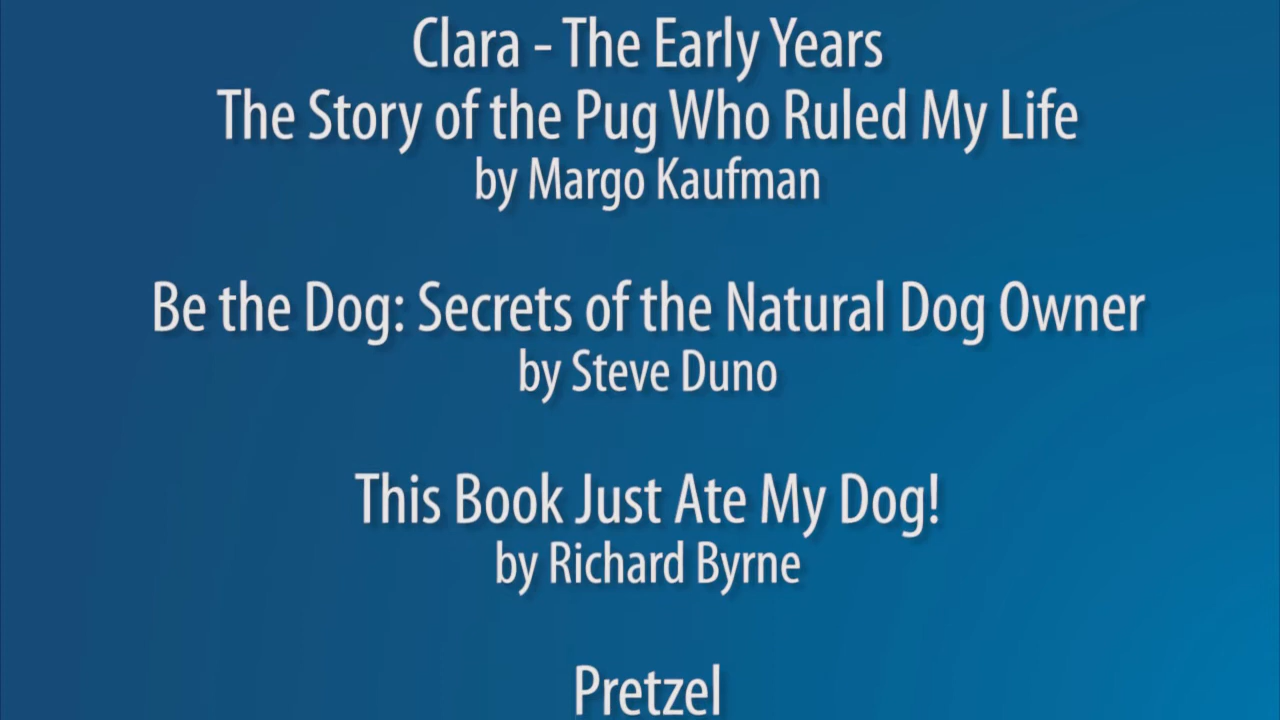 Clara - The Early Years
The Story of the Pug Who Ruled My Life
by Margo Kaufman
Be the Dog: Secrets of the Natural Dog Owner
by Steve Duno
This Book Just Ate My Dog!
by Richard Byrne
Pretzel